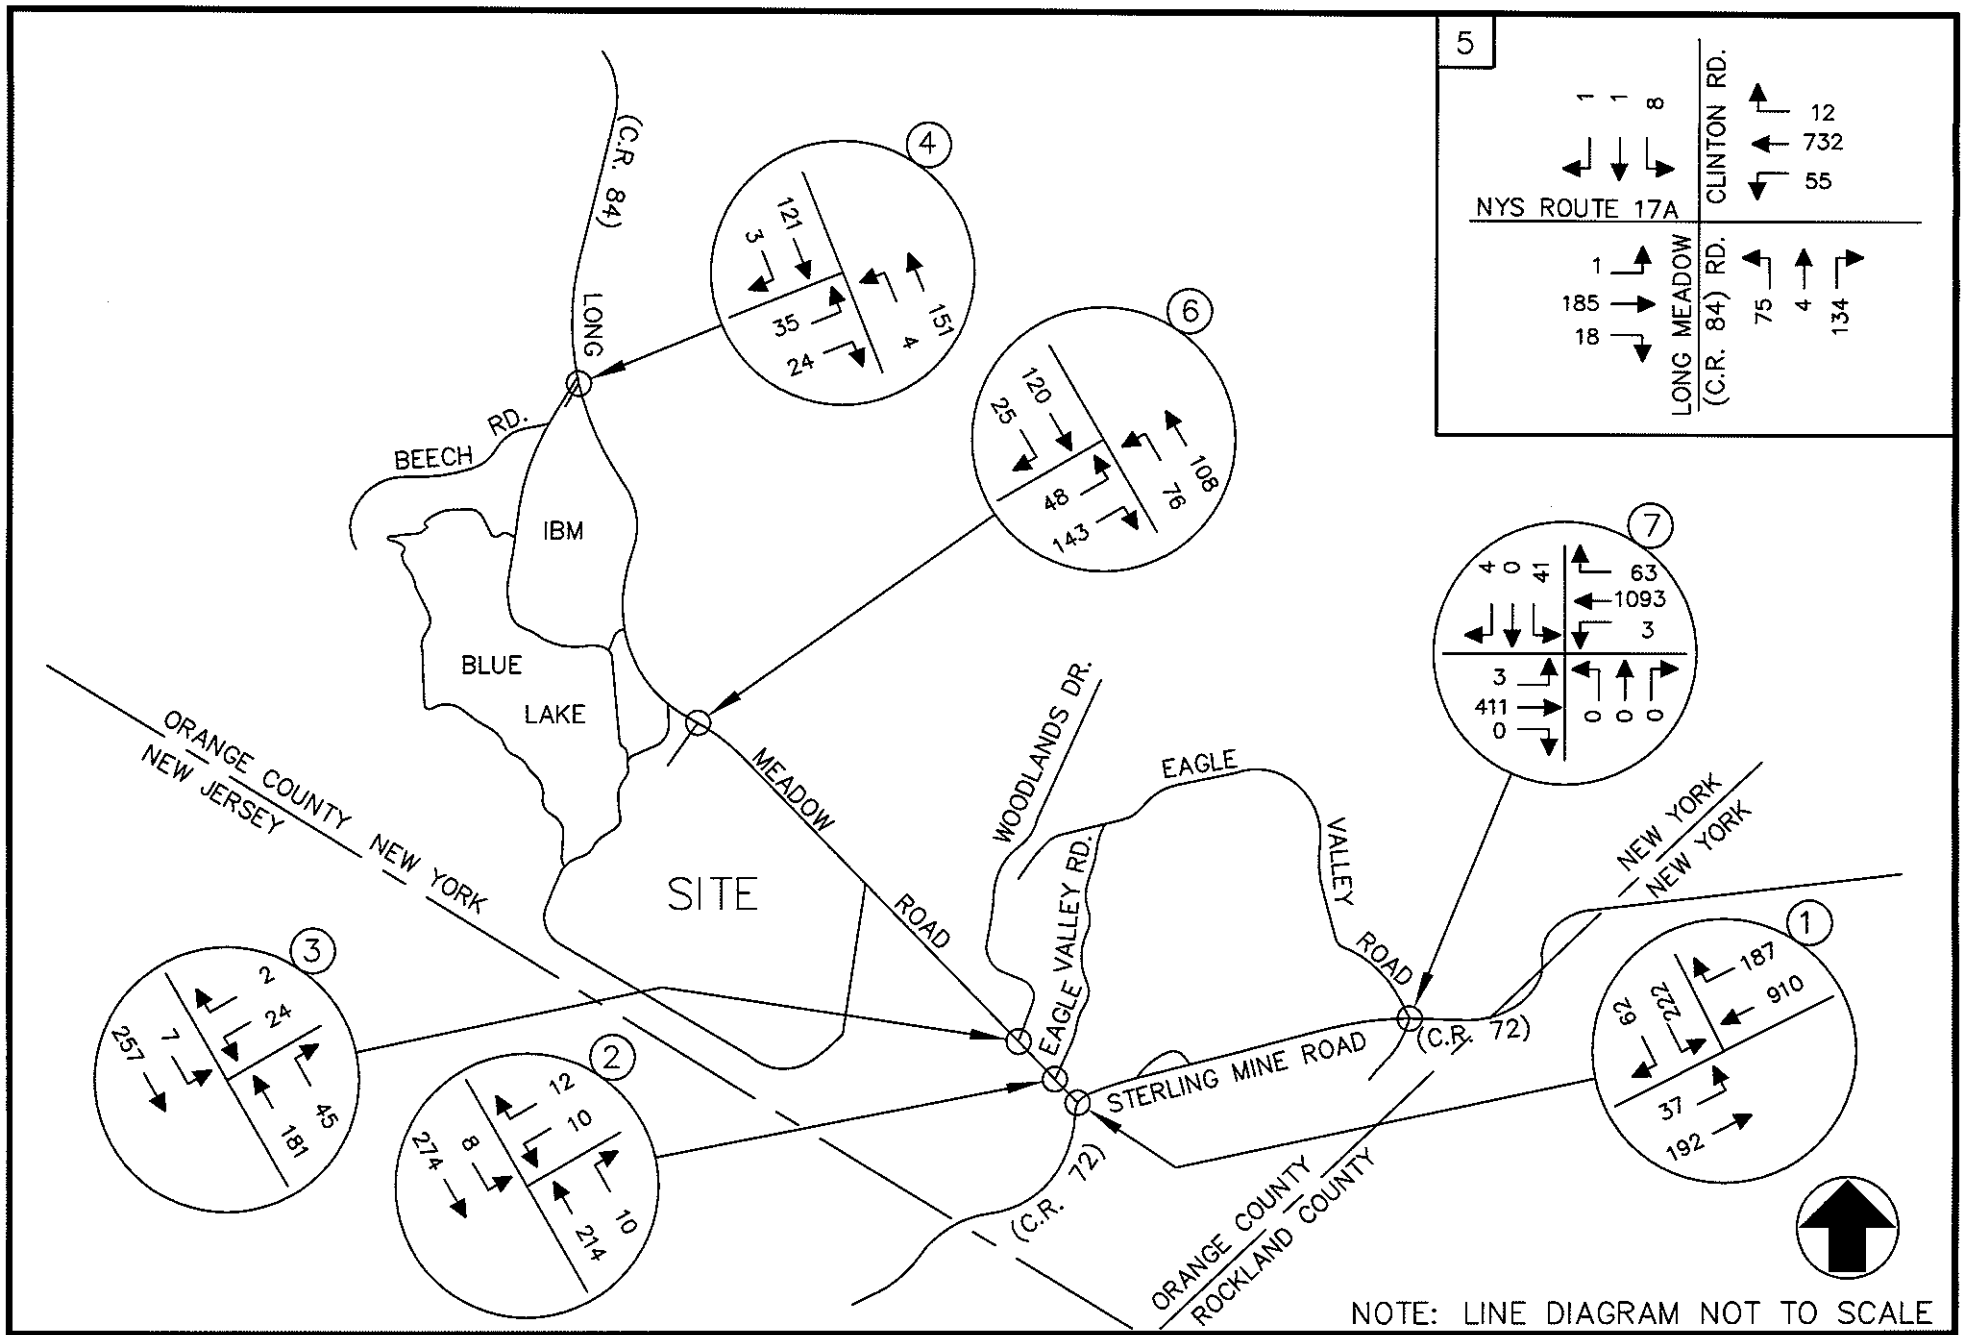 5
1 1 8
CLINTON RD.
12
732
55
NYS ROUTE 17A
1
185
18
LONG MEADOW
(C.R. 84) RD.
75 4 134
(C.R. 84)
LONG
4
3
121
35
24
4
151
6
25
120
48
143
76
108
BEECH RD.
IBM
BLUE
LAKE
7
4 0 41
63
1093
3
3
411
0
0 0 0
ORANGE COUNTY NEW YORK
NEW JERSEY
MEADOW
ROAD
SITE
WOODLANDS DR.
EAGLE VALLEY RD.
EAGLE
VALLEY
ROAD
NEW YORK
NEW YORK
3
2
24
257
7
181
45
2
12
10
274
8
214
10
STERLING MINE ROAD
(C.R. 72)
(C.R. 72)
1
187
910
62
222
37
192
ORANGE COUNTY
ROCKLAND COUNTY
NOTE: LINE DIAGRAM NOT TO SCALE